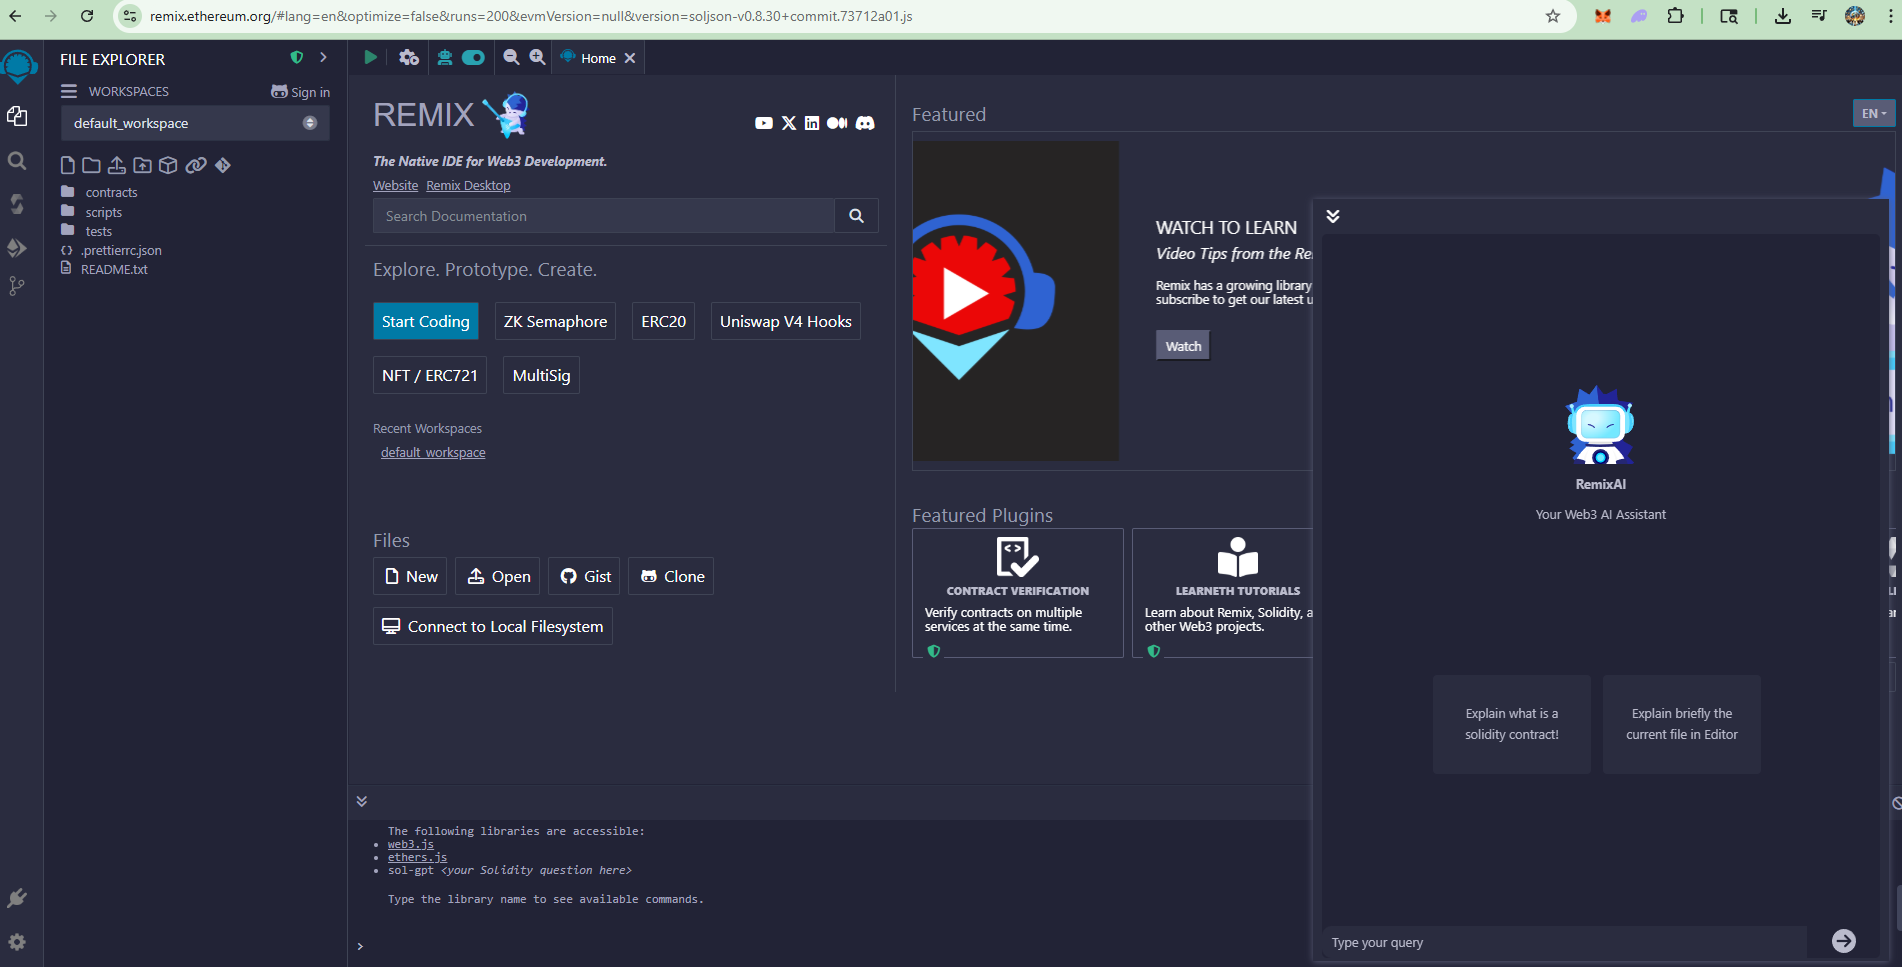 remix.ethereum.org/#lang=en&optimize=false&runs=200&evmVersion=null&version=soljson-v0.8.30+commit.73712a01.js
FILE EXPLORER
WORKSPACES
Sign in
default_workspace
contracts
scripts
tests
.prettierrc.json
README.txt
Home
REMIX
The Native IDE for Web3 Development.
Website Remix Desktop
Search Documentation
Explore. Prototype. Create.
Start Coding
ZK Semaphore
ERC20
Uniswap V4 Hooks
NFT / ERC721
MultiSig
Recent Workspaces
default_workspace
Files
New
Open
Gist
Clone
Connect to Local Filesystem
Featured
EN
WATCH TO LEARN
Video Tips from the Re
Remix has a growing library
subscribe to get our latest u
Watch
Featured Plugins
CONTRACT VERIFICATION
Verify contracts on multiple
services at the same time.
LEARNETH TUTORIALS
Learn about Remix, Solidity, a
other Web3 projects.
RemixAI
Your Web3 AI Assistant
Explain what is a
solidity contract!
Explain briefly the
current file in Editor
Type your query
The following libraries are accessible:
web3.js
ethers.js
sol-gpt <your Solidity question here>
Type the library name to see available commands.
>